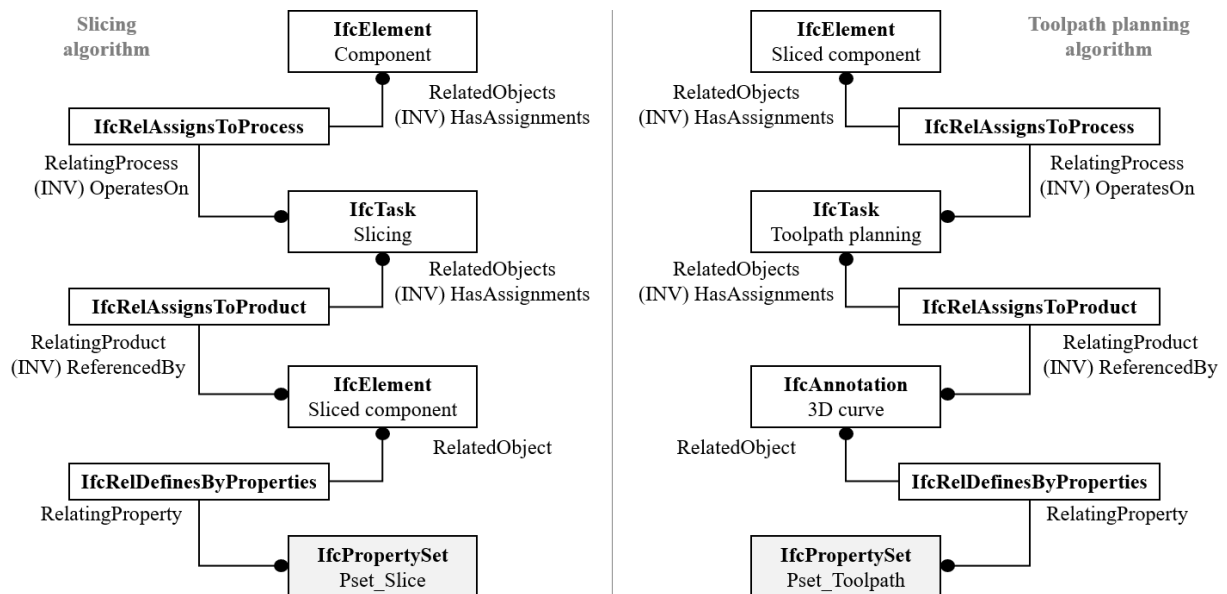 Slicing
algorithm
IfcElement
Component
RelatedObjects
(INV) HasAssignments
IfcRelAssignsToProcess
RelatingProcess
(INV) OperatesOn
IfcTask
Slicing
RelatedObjects
(INV) HasAssignments
IfcRelAssignsToProduct
RelatingProduct
(INV) ReferencedBy
IfcElement
Sliced component
RelatedObject
IfcRelDefinesByProperties
RelatingProperty
IfcPropertySet
Pset_Slice
Toolpath planning
algorithm
IfcElement
Sliced component
RelatedObjects
(INV) HasAssignments
IfcRelAssignsToProcess
RelatingProcess
(INV) OperatesOn
IfcTask
Toolpath planning
RelatedObjects
(INV) HasAssignments
IfcRelAssignsToProduct
RelatingProduct
(INV) ReferencedBy
IfcAnnotation
3D curve
RelatedObject
IfcRelDefinesByProperties
RelatingProperty
IfcPropertySet
Pset_Toolpath